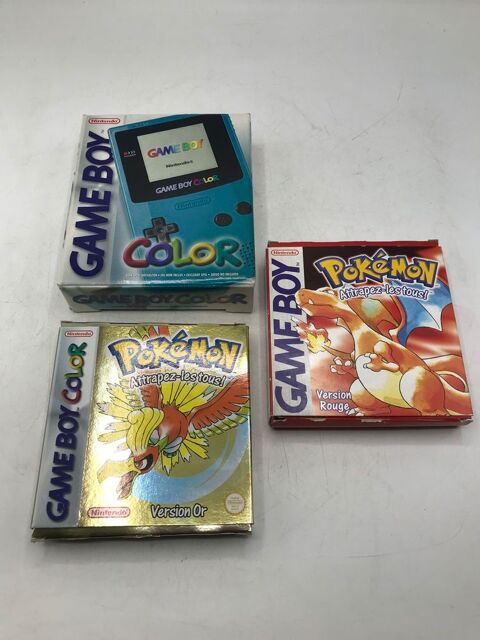 Nintendo
GAME BOY
GAME BOY
Nintendo
GAME BOY COLOR
Nintendo
COLOR
GAME BOY COLOR
Nintendo
GAME BOY
POKéMON
Attrapez-les tous!
Version
Rouge
Nintendo
GAME BOY COLOR
POKéMON
Attrapez-les tous!
Nintendo
Version Or